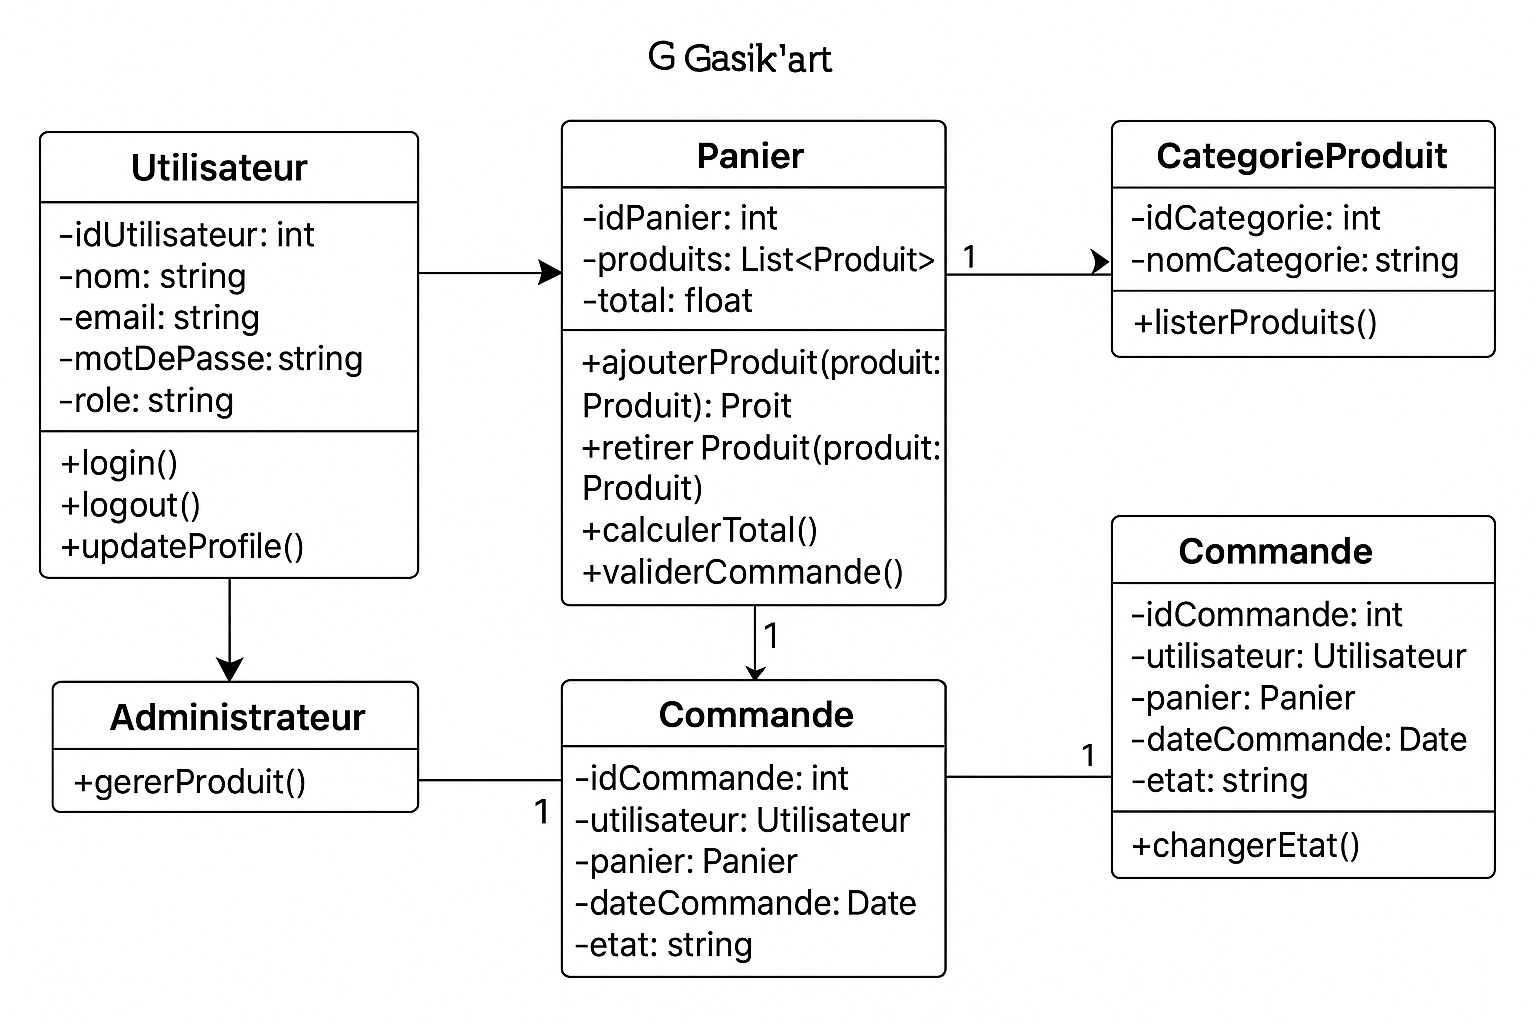 G Gasik'art
Utilisateur
-idUtilisateur: int
-nom: string
-email: string
-motDePasse: string
-role: string
+login()
+logout()
+updateProfile()
Panier
-idPanier: int
-produits: List<Produit>
-total: float
+ajouterProduit(produit:
Produit): Proit
+retirer Produit(produit:
Produit)
+calculerTotal()
+validerCommande()
1
CategorieProduit
-idCategorie: int
-nomCategorie: string
+listerProduits()
1
Administrateur
+gererProduit()
1
Commande
-idCommande: int
-utilisateur: Utilisateur
-panier: Panier
-dateCommande: Date
-etat: string
1
Commande
-idCommande: int
-utilisateur: Utilisateur
-panier: Panier
-dateCommande: Date
-etat: string
+changerEtat()